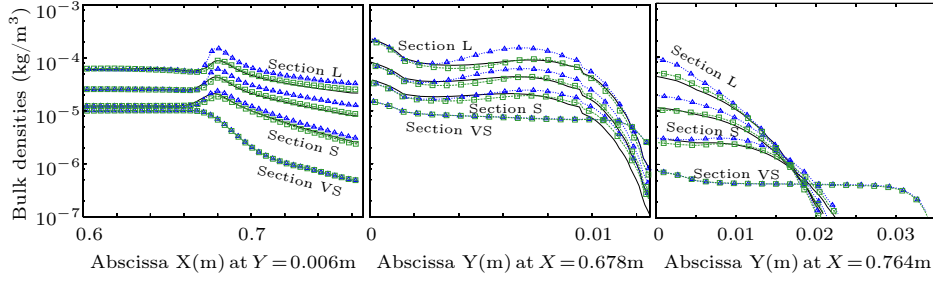 Bulk densities (kg/m³)
10⁻³
10⁻⁴
10⁻⁵
10⁻⁶
10⁻⁷
Section L
Section S
Section VS
0.6 0.7
Abscissa X(m) at Y = 0.006m
Section L
Section S
Section VS
0 0.01
Abscissa Y(m) at X = 0.678m
Section L
Section S
Section VS
0 0.01 0.02 0.03
Abscissa Y(m) at X = 0.764m